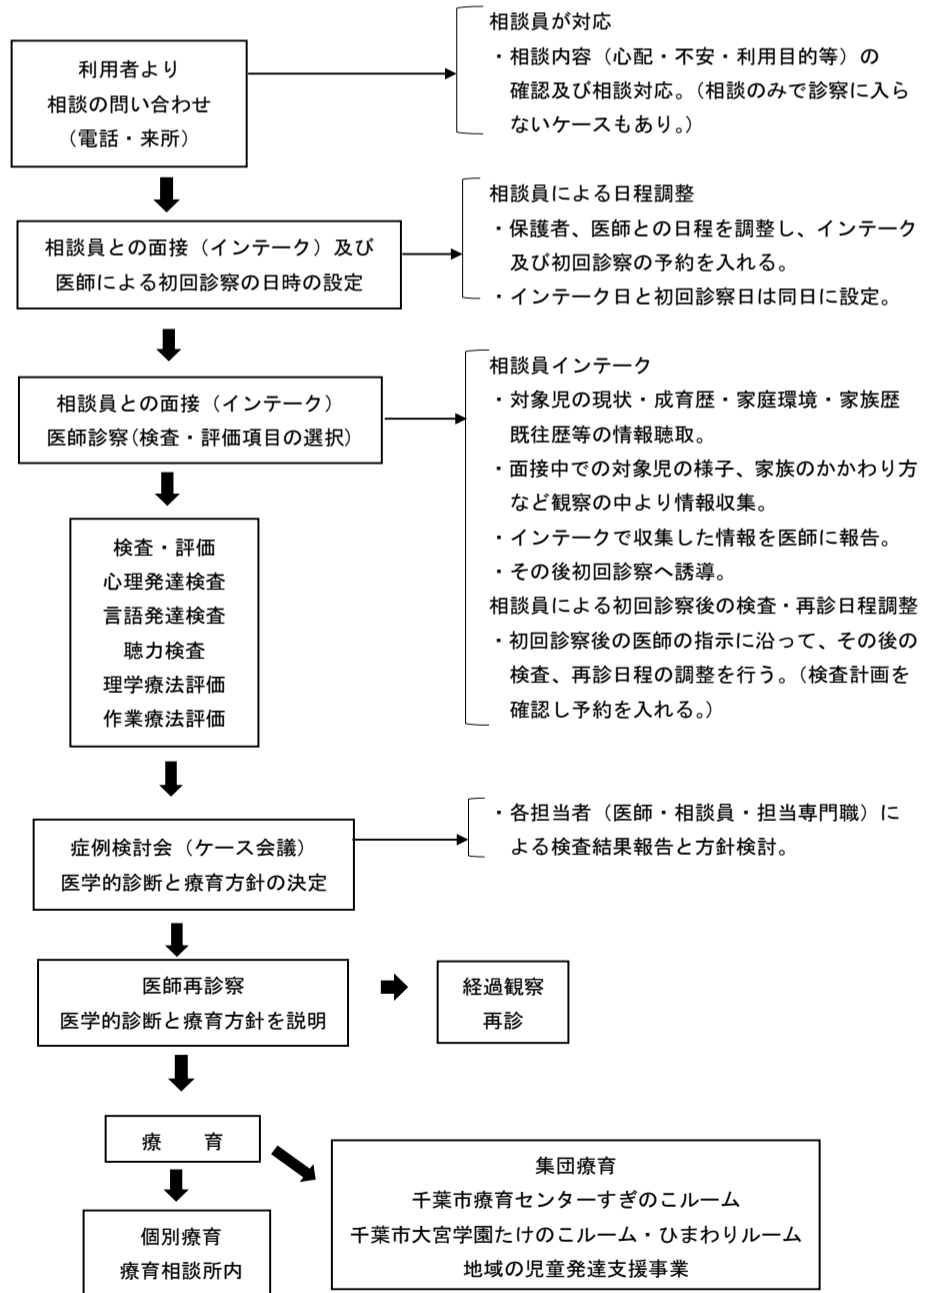 利用者より
相談の問い合わせ
（電話・来所）
相談員が対応
・相談内容（心配・不安・利用目的等）の
確認及び相談対応。（相談のみで診察に入ら
ないケースもあり。）
相談員との面接（インテーク）及び
医師による初回診察の日時の設定
相談員による日程調整
・保護者、医師との日程を調整し、インテーク
及び初回診察の予約を入れる。
・インテーク日と初回診察日は同日に設定。
相談員との面接（インテーク）
医師診察（検査・評価項目の選択）
相談員インテーク
・対象児の現状・成育歴・家庭環境・家族歴
既往歴等の情報聴取。
・面接中での対象児の様子、家族のかかわり方
など観察の中より情報収集。
・インテークで収集した情報を医師に報告。
・その後初回診察へ誘導。
相談員による初回診察後の検査・再診日程調整
・初回診察後の医師の指示に沿って、その後の
検査、再診日程の調整を行う。（検査計画を
確認し予約を入れる。）
検査・評価
心理発達検査
言語発達検査
聴力検査
理学療法評価
作業療法評価
症例検討会（ケース会議）
医学的診断と療育方針の決定
・各担当者（医師・相談員・担当専門職）に
よる検査結果報告と方針検討。
医師再診察
医学的診断と療育方針を説明
経過観察
再診
療　　育
個別療育
療育相談所内
集団療育
千葉市療育センターすぎのこルーム
千葉市大宮学園たけのこルーム・ひまわりルーム
地域の児童発達支援事業